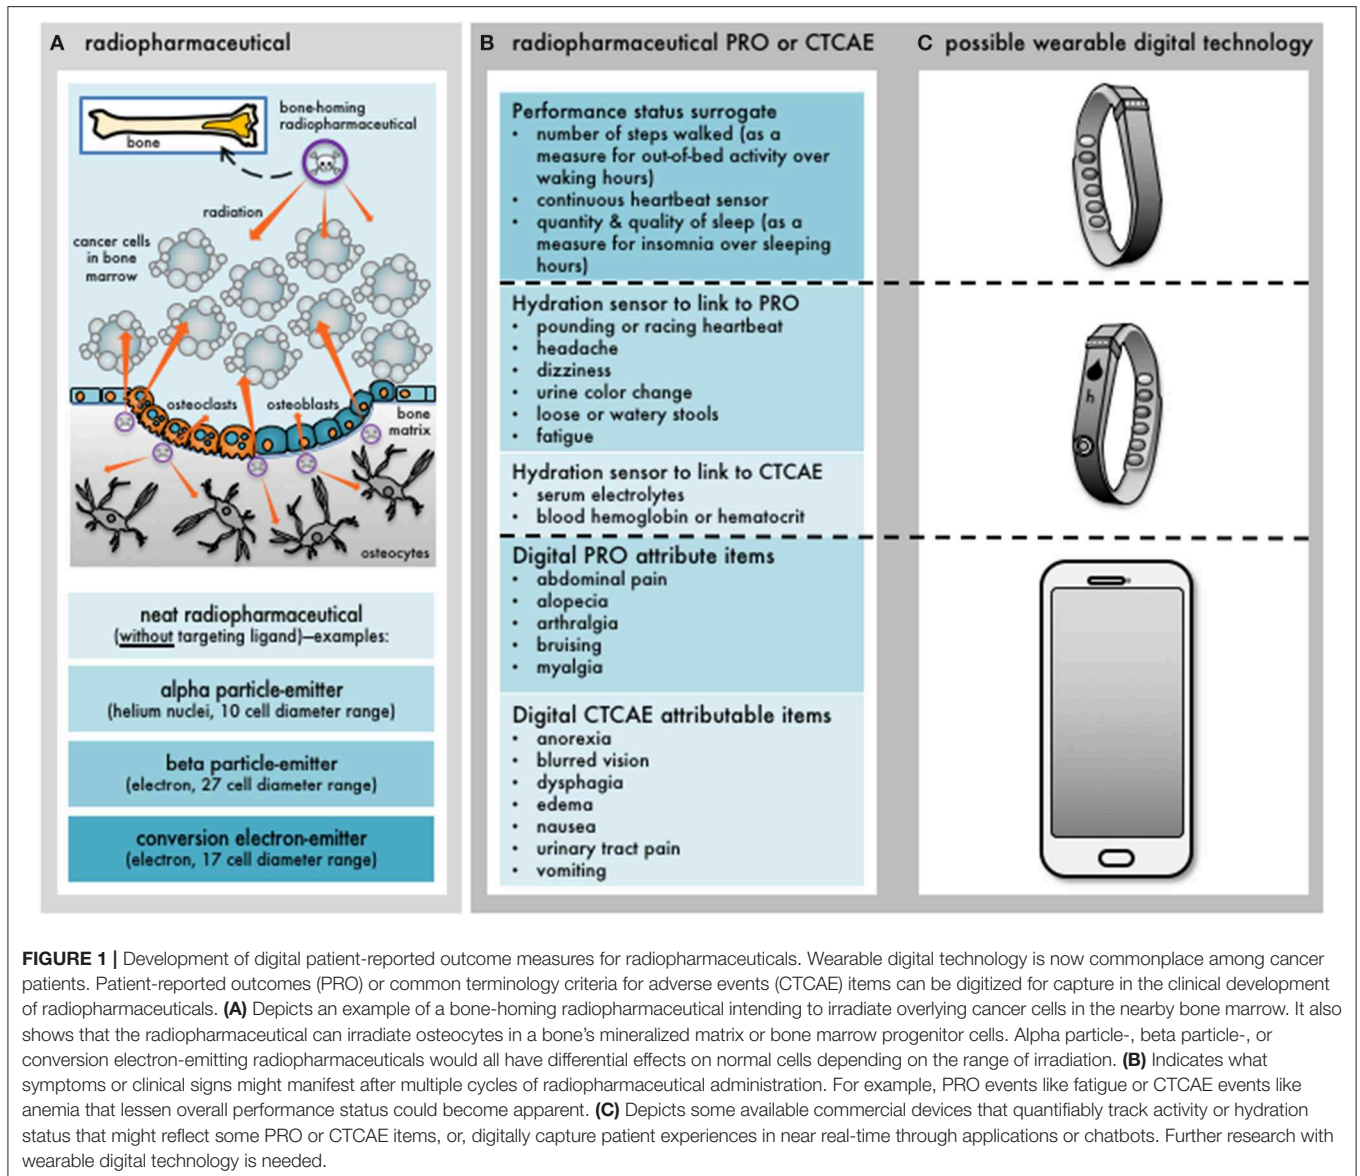 A radiopharmaceutical
bone-homing
radiopharmaceutical
bone
radiation
cancer cells
in bone
marrow
osteoclasts
osteoblasts
bone
matrix
osteocytes
neat radiopharmaceutical
(without targeting ligand)—examples:
alpha particle-emitter
(helium nuclei, 10 cell diameter range)
beta particle-emitter
(electron, 27 cell diameter range)
conversion electron-emitter
(electron, 17 cell diameter range)
B radiopharmaceutical PRO or CTCAE
Performance status surrogate
• number of steps walked (as a
measure for out-of-bed activity over
waking hours)
• continuous heartbeat sensor
• quantity & quality of sleep (as a
measure for insomnia over sleeping
hours)
Hydration sensor to link to PRO
• pounding or racing heartbeat
• headache
• dizziness
• urine color change
• loose or watery stools
• fatigue
Hydration sensor to link to CTCAE
• serum electrolytes
• blood hemoglobin or hematocrit
Digital PRO attribute items
• abdominal pain
• alopecia
• arthralgia
• bruising
• myalgia
Digital CTCAE attributable items
• anorexia
• blurred vision
• dysphagia
• edema
• nausea
• urinary tract pain
• vomiting
C possible wearable digital technology
h
FIGURE 1 | Development of digital patient-reported outcome measures for radiopharmaceuticals. Wearable digital technology is now commonplace among cancer
patients. Patient-reported outcomes (PRO) or common terminology criteria for adverse events (CTCAE) items can be digitized for capture in the clinical development
of radiopharmaceuticals. (A) Depicts an example of a bone-homing radiopharmaceutical intending to irradiate overlying cancer cells in the nearby bone marrow. It also
shows that the radiopharmaceutical can irradiate osteocytes in a bone's mineralized matrix or bone marrow progenitor cells. Alpha particle-, beta particle-, or
conversion electron-emitting radiopharmaceuticals would all have differential effects on normal cells depending on the range of irradiation. (B) Indicates what
symptoms or clinical signs might manifest after multiple cycles of radiopharmaceutical administration. For example, PRO events like fatigue or CTCAE events like
anemia that lessen overall performance status could become apparent. (C) Depicts some available commercial devices that quantifiably track activity or hydration
status that might reflect some PRO or CTCAE items, or, digitally capture patient experiences in near real-time through applications or chatbots. Further research with
wearable digital technology is needed.